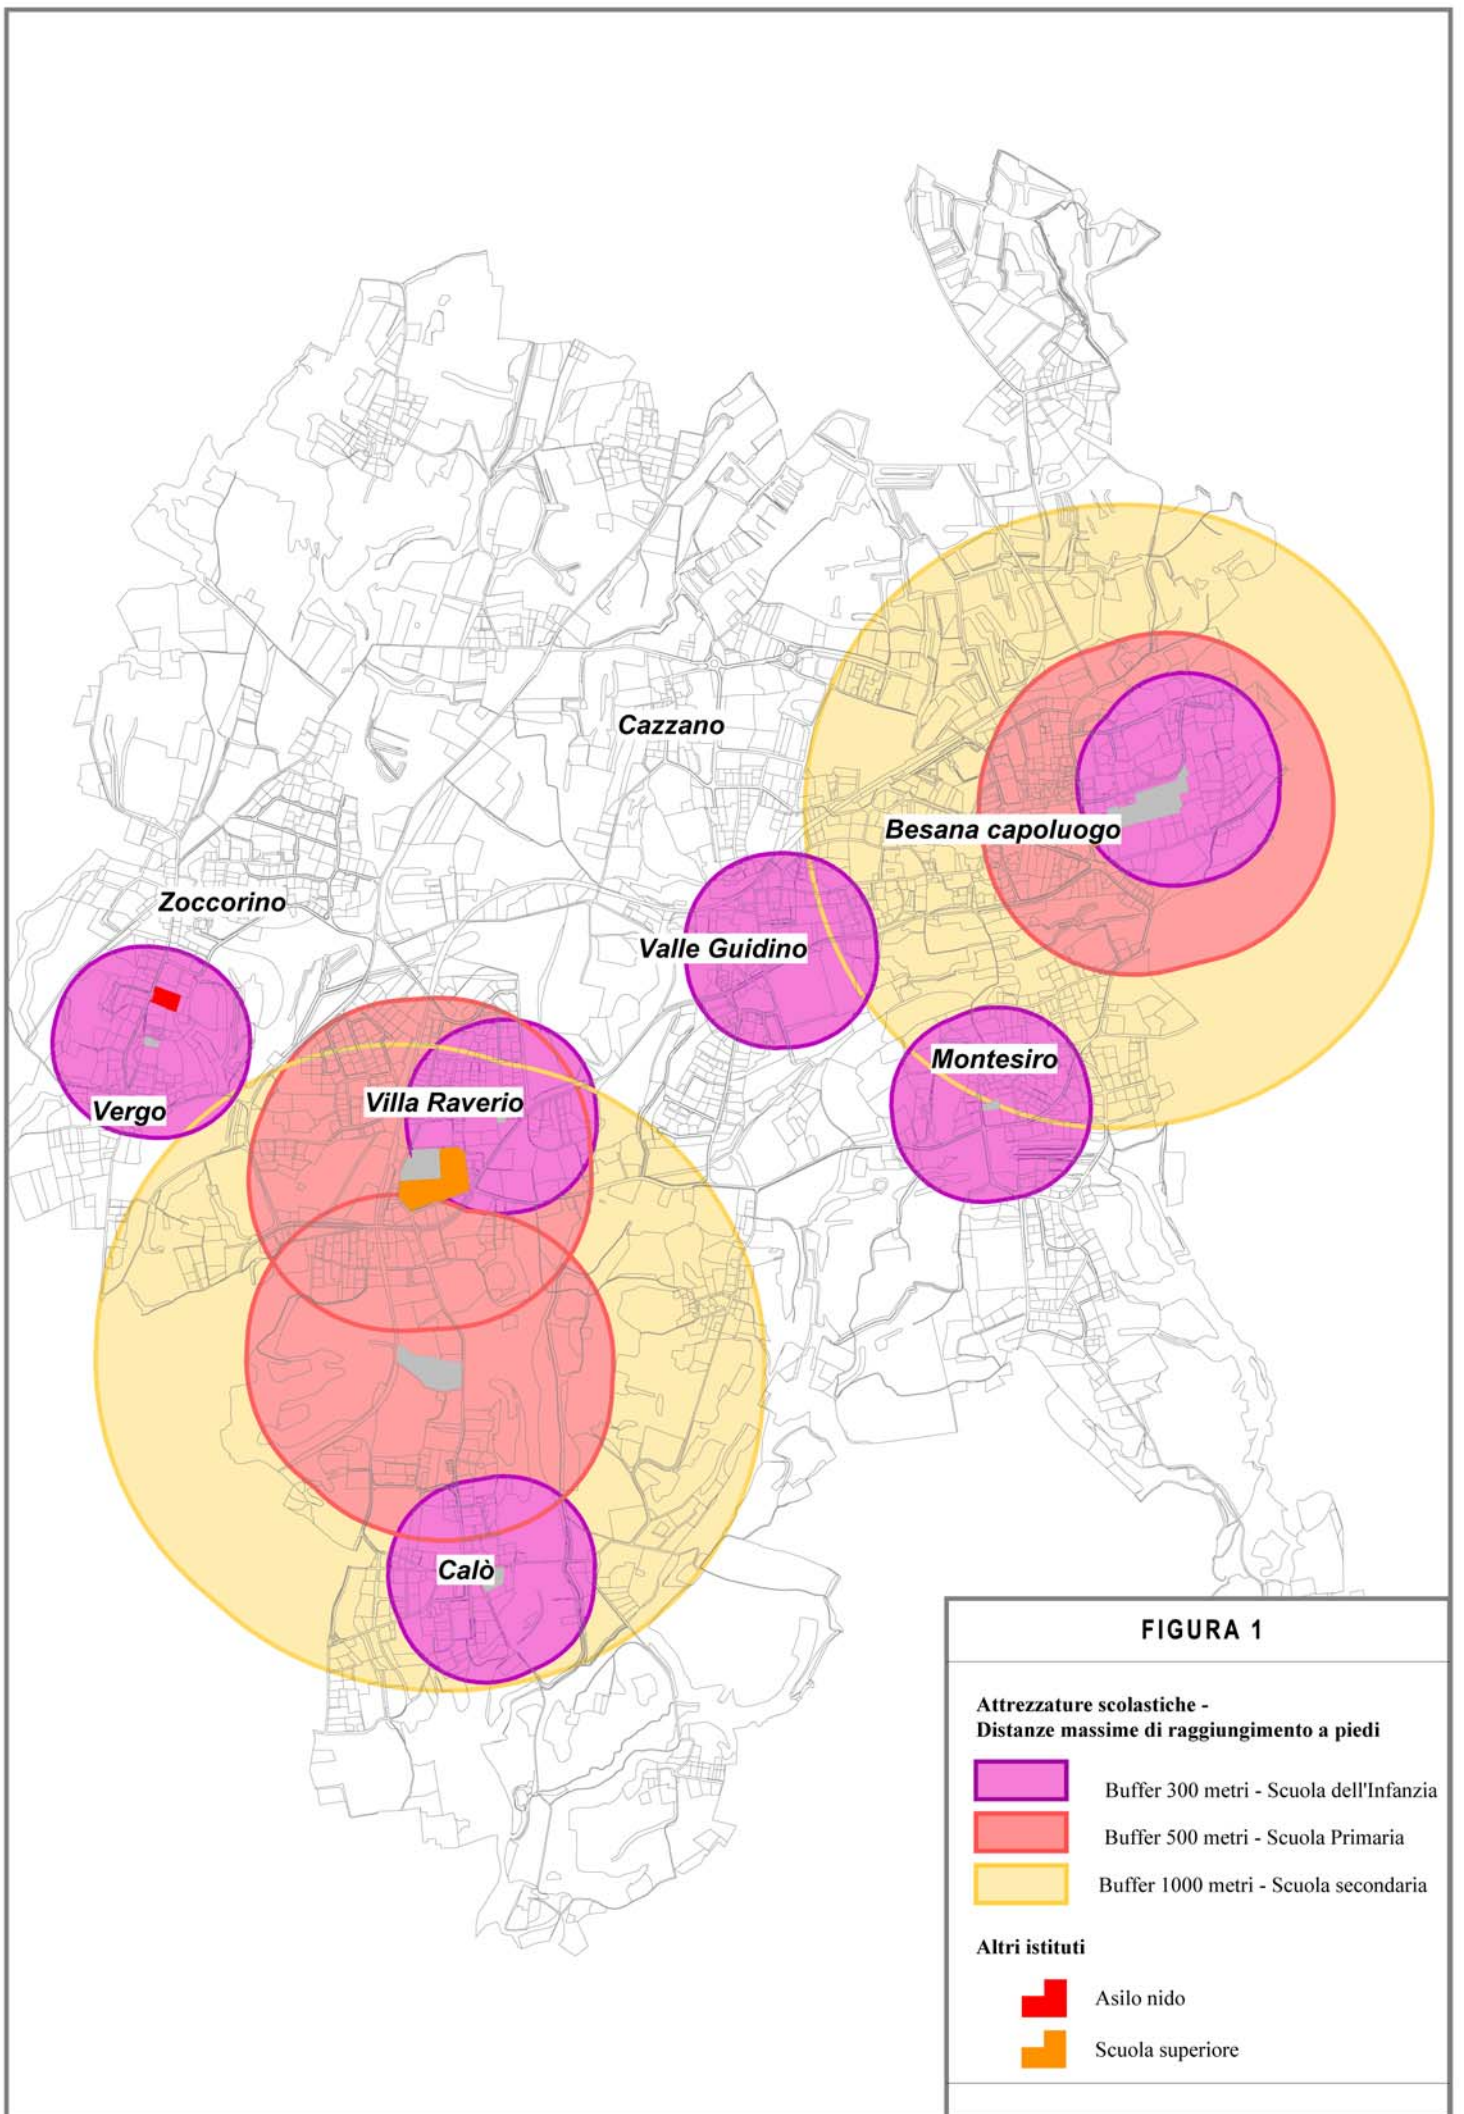 Cazzano
Besana capoluogo
Zoccorino
Valle Guidino
Montesiro
Villa Raverio
Vergo
Calò
FIGURA 1
Attrezzature scolastiche -
Distanze massime di raggiungimento a piedi
Buffer 300 metri - Scuola dell'Infanzia
Buffer 500 metri - Scuola Primaria
Buffer 1000 metri - Scuola secondaria
Altri istituti
Asilo nido
Scuola superiore